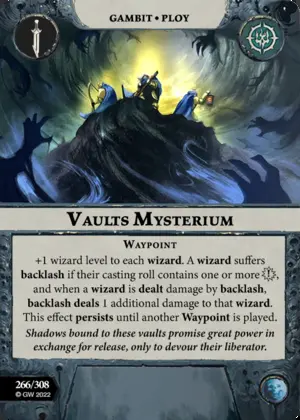 GAMBIT • PLOY
VAULTS MYSTERIUM
WAYPOINT
+1 wizard level to each wizard. A wizard suffers
backlash if their casting roll contains one or more ,
and when a wizard is dealt damage by backlash,
backlash deals 1 additional damage to that wizard.
This effect persists until another Waypoint is played.
Shadows bound to these vaults promise great power in
exchange for release, only to devour their liberator.
266/308
© GW 2022